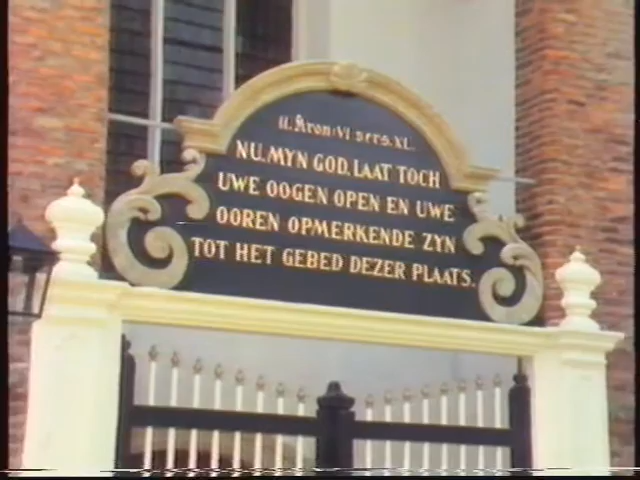 II. Kron: VI vers. XL.
NU. MYN GOD. LAAT TOCH
UWE OOGEN OPEN EN UWE
OOREN OPMERKENDE ZYN
TOT HET GEBED DEZER PLAATS.